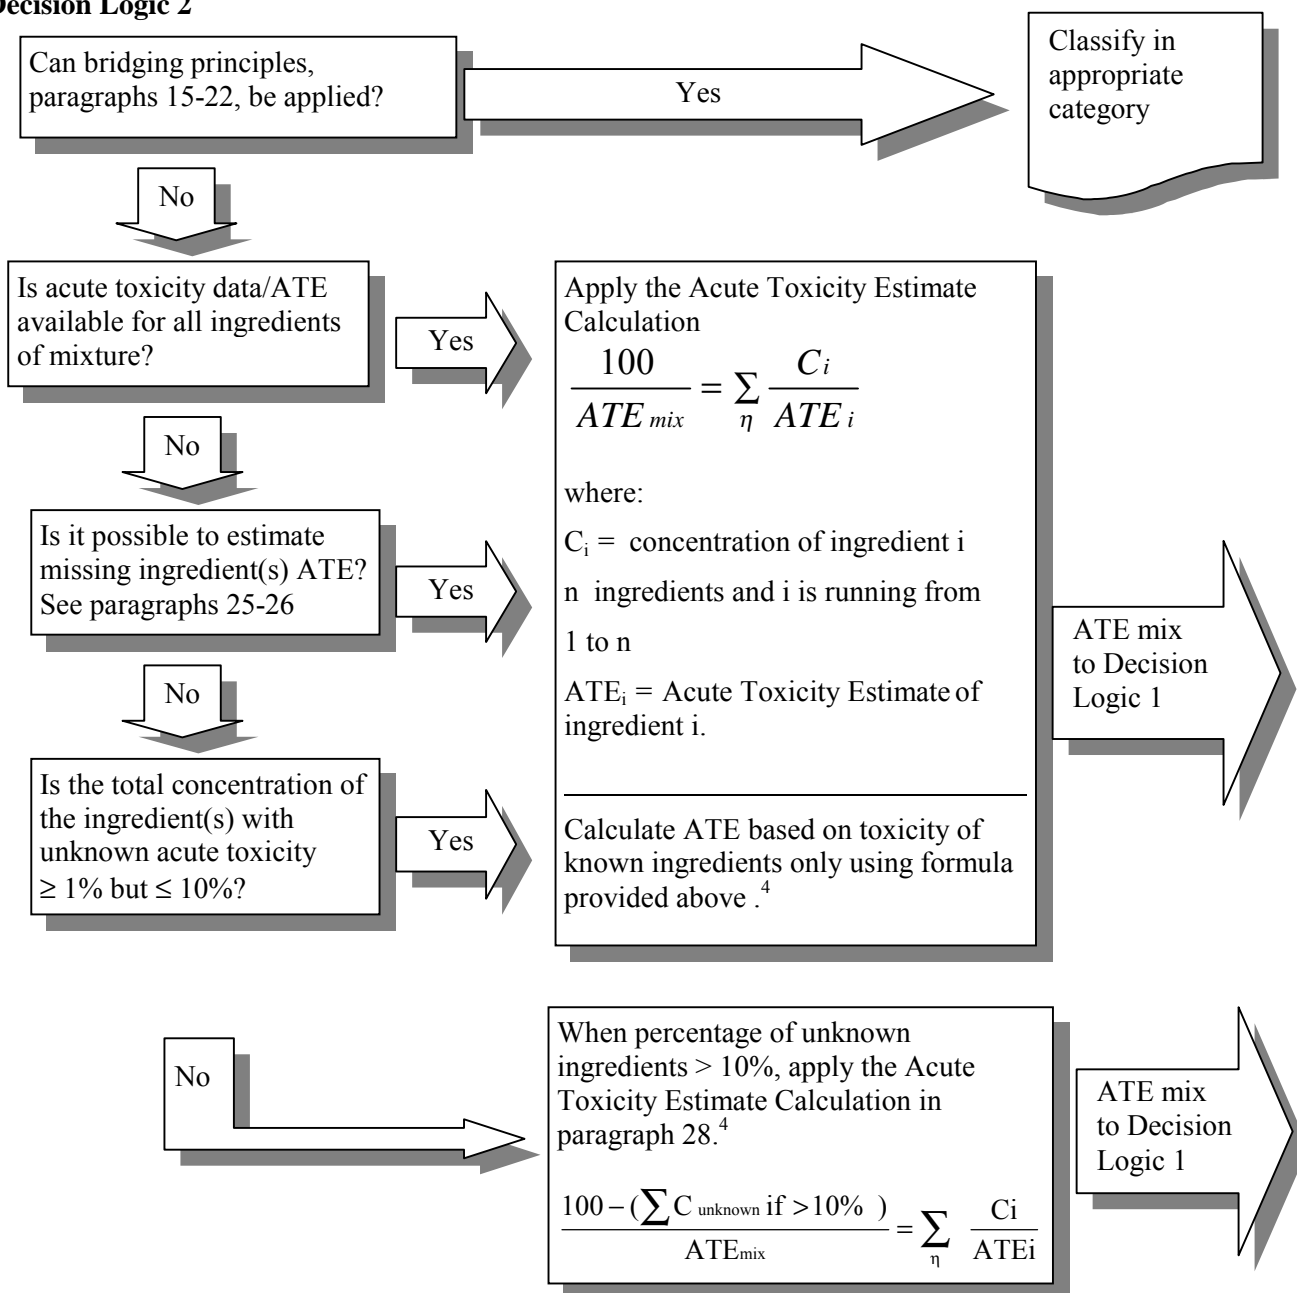 Decision Logic 2
Can bridging principles,
paragraphs 15-22, be applied?
Yes
Classify in
appropriate
category
No
Is acute toxicity data/ATE
available for all ingredients
of mixture?
Yes
No
Is it possible to estimate
missing ingredient(s) ATE?
See paragraphs 25-26
Yes
No
Is the total concentration of
the ingredient(s) with
unknown acute toxicity
≥ 1% but ≤ 10%?
Yes
Apply the Acute Toxicity Estimate
Calculation
100 / ATE mix = ∑ η Ci / ATE i
where:
Ci = concentration of ingredient i
n ingredients and i is running from
1 to n
ATEi = Acute Toxicity Estimate of
ingredient i.
Calculate ATE based on toxicity of
known ingredients only using formula
provided above .4
ATE mix
to Decision
Logic 1
No
When percentage of unknown
ingredients > 10%, apply the Acute
Toxicity Estimate Calculation in
paragraph 28.4
100 – (∑ C unknown if >10% ) / ATEmix = ∑ η Ci / ATEi
ATE mix
to Decision
Logic 1